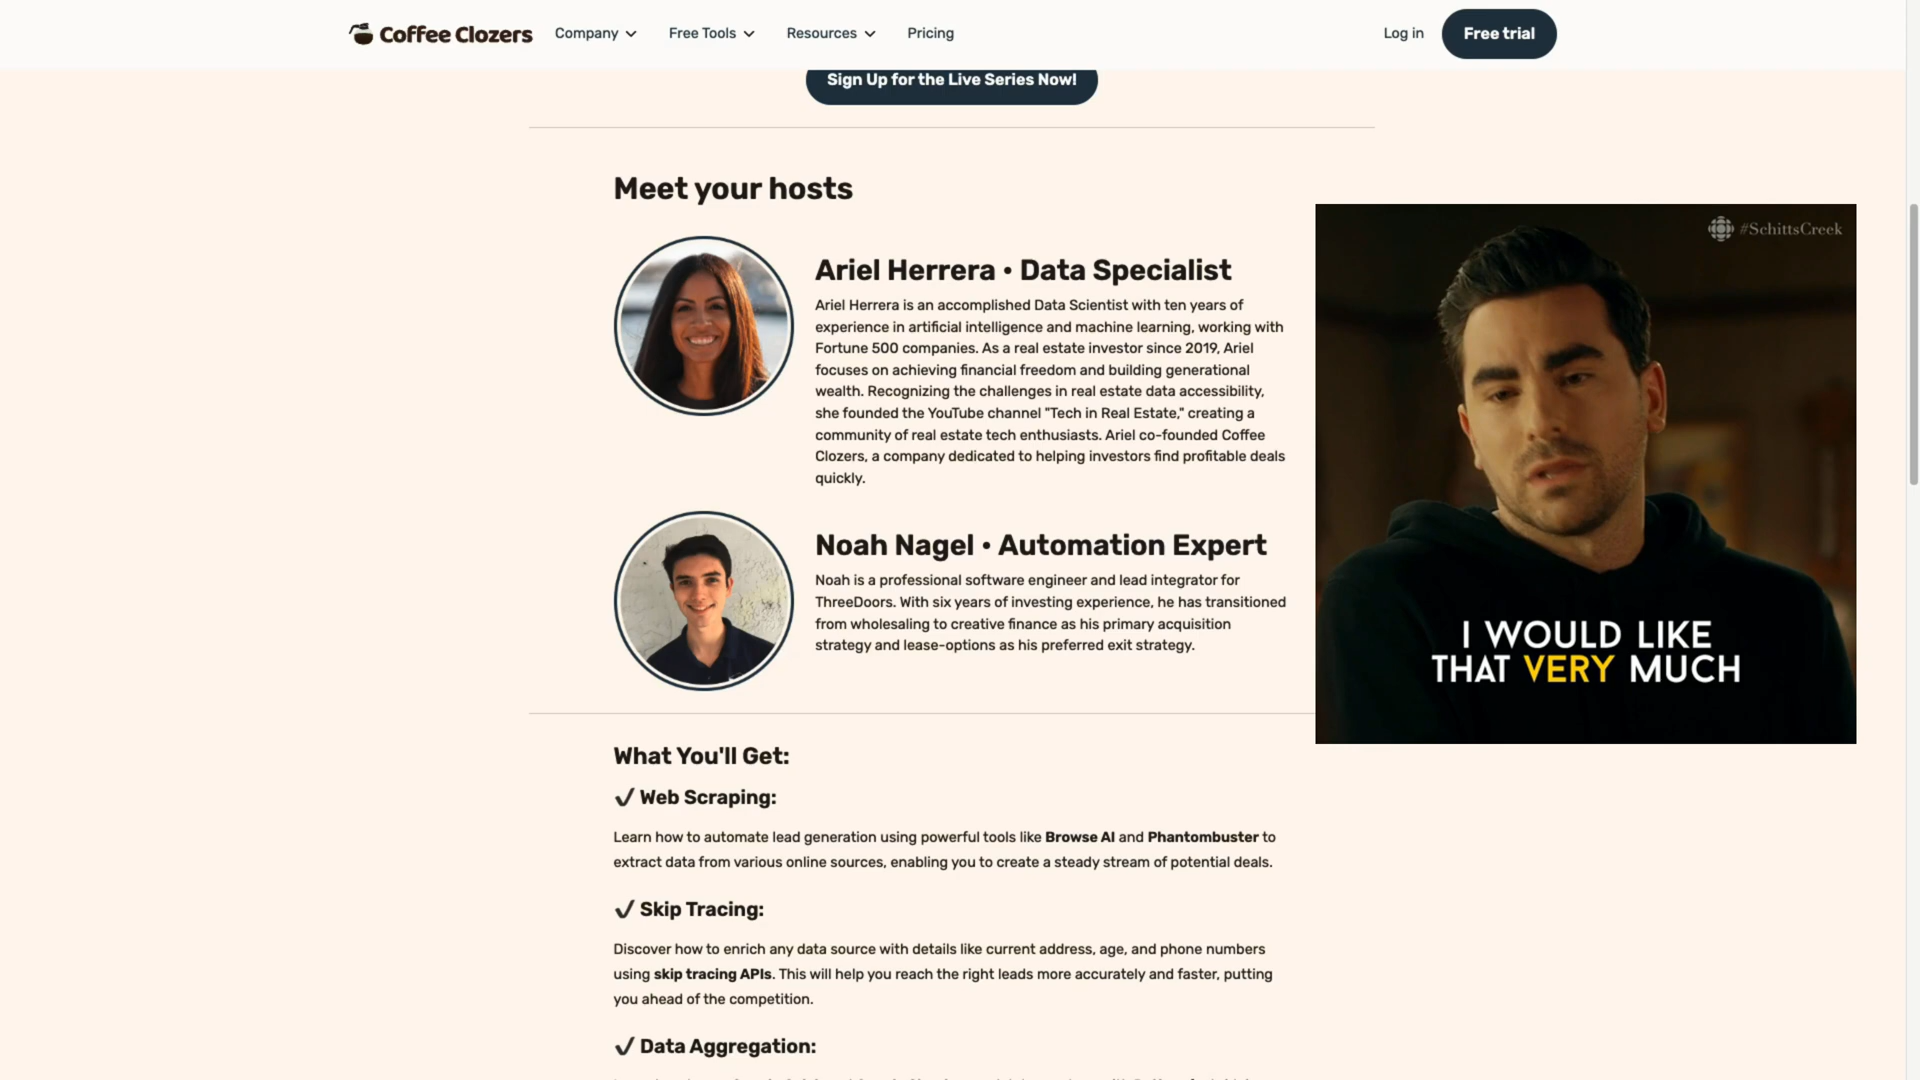 Coffee Clozers
Company
Free Tools
Resources
Pricing
Log in
Free trial
Sign Up for the Live Series Now!
Meet your hosts
Ariel Herrera • Data Specialist
Ariel Herrera is an accomplished Data Scientist with ten years of
experience in artificial intelligence and machine learning, working with
Fortune 500 companies. As a real estate investor since 2019, Ariel
focuses on achieving financial freedom and building generational
wealth. Recognizing the challenges in real estate data accessibility,
she founded the YouTube channel "Tech in Real Estate," creating a
community of real estate tech enthusiasts. Ariel co-founded Coffee
Clozers, a company dedicated to helping investors find profitable deals
quickly.
Noah Nagel • Automation Expert
Noah is a professional software engineer and lead integrator for
ThreeDoors. With six years of investing experience, he has transitioned
from wholesaling to creative finance as his primary acquisition
strategy and lease-options as his preferred exit strategy.
#SchittsCreek
I WOULD LIKE
THAT VERY MUCH
What You'll Get:
✓ Web Scraping:
Learn how to automate lead generation using powerful tools like Browse AI and Phantombuster to
extract data from various online sources, enabling you to create a steady stream of potential deals.
✓ Skip Tracing:
Discover how to enrich any data source with details like current address, age, and phone numbers
using skip tracing APIs. This will help you reach the right leads more accurately and faster, putting
you ahead of the competition.
✓ Data Aggregation: